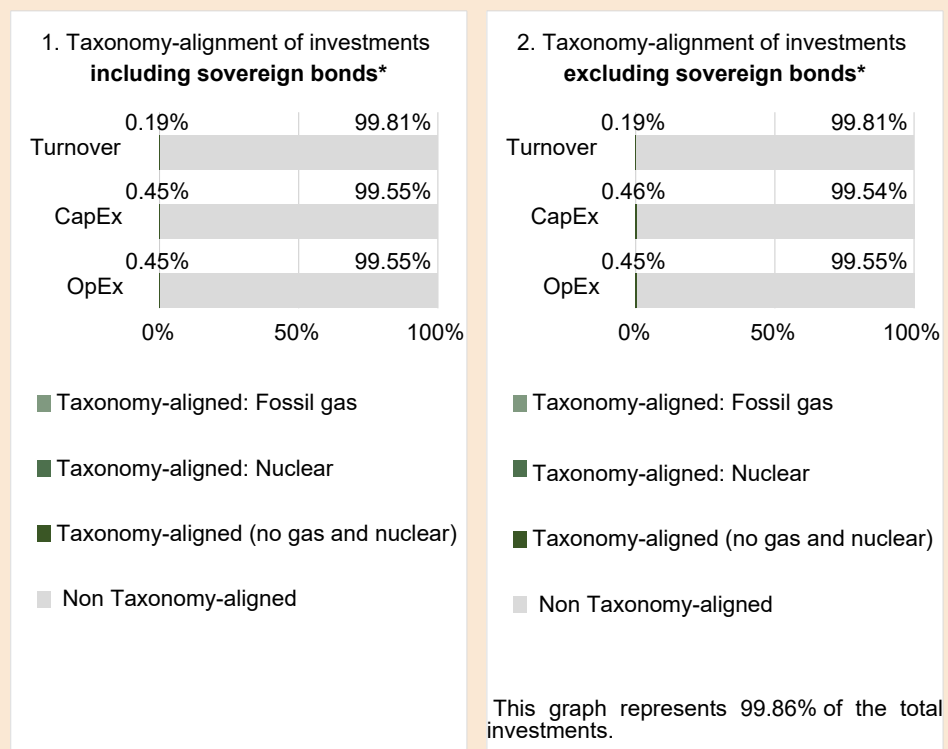 1. Taxonomy-alignment of investments
including sovereign bonds*
0.19% 99.81%
Turnover
0.45% 99.55%
CapEx
0.45% 99.55%
OpEx
0% 50% 100%
Taxonomy-aligned: Fossil gas
Taxonomy-aligned: Nuclear
Taxonomy-aligned (no gas and nuclear)
Non Taxonomy-aligned
2. Taxonomy-alignment of investments
excluding sovereign bonds*
0.19% 99.81%
Turnover
0.46% 99.54%
CapEx
0.45% 99.55%
OpEx
0% 50% 100%
Taxonomy-aligned: Fossil gas
Taxonomy-aligned: Nuclear
Taxonomy-aligned (no gas and nuclear)
Non Taxonomy-aligned
This graph represents 99.86% of the total
investments.